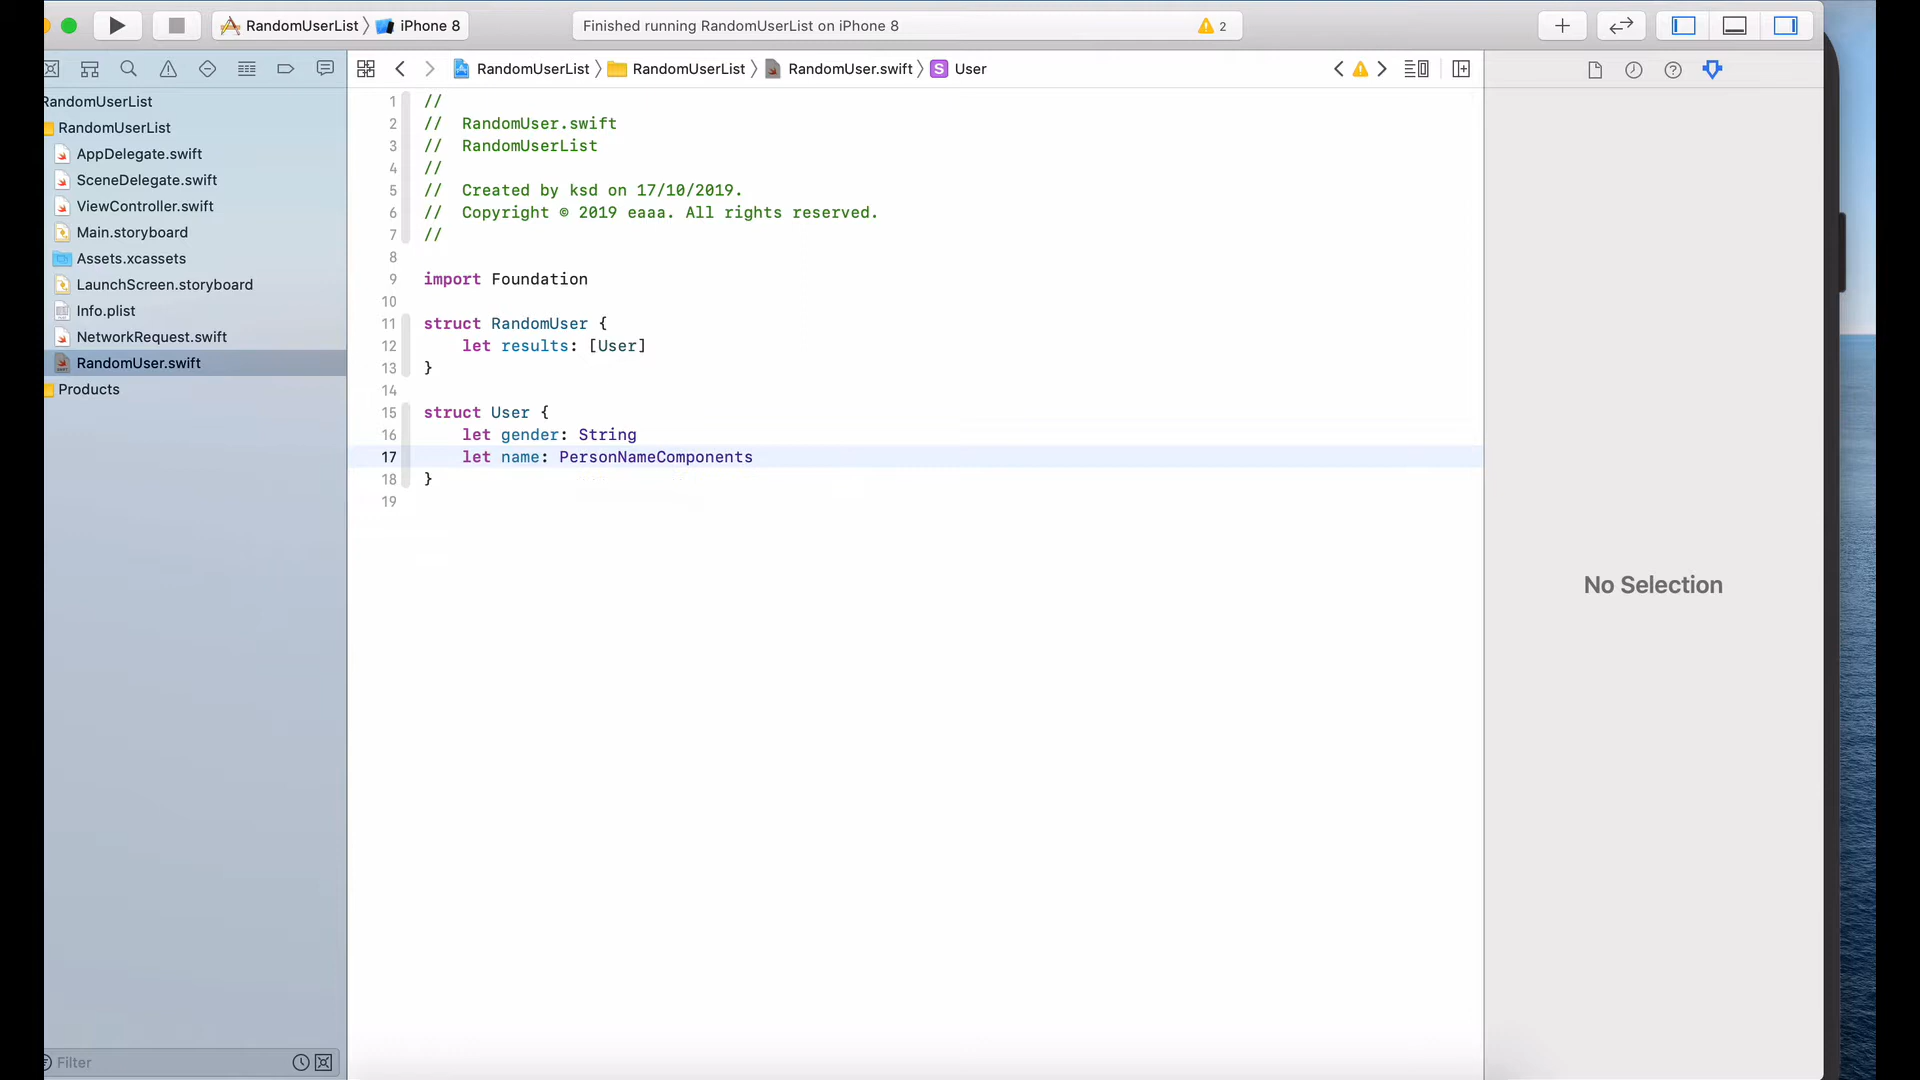 RandomUserList
iPhone 8
Finished running RandomUserList on iPhone 8
2
RandomUserList
RandomUserList
AppDelegate.swift
SceneDelegate.swift
ViewController.swift
Main.storyboard
Assets.xcassets
LaunchScreen.storyboard
Info.plist
NetworkRequest.swift
RandomUser.swift
Products
Filter
RandomUserList
RandomUserList
RandomUser.swift
S
User
1 //
2 // RandomUser.swift
3 // RandomUserList
4 //
5 // Created by ksd on 17/10/2019.
6 // Copyright © 2019 eaaa. All rights reserved.
7 //
8
9 import Foundation
10
11 struct RandomUser {
12 let results: [User]
13 }
14
15 struct User {
16 let gender: String
17 let name: PersonNameComponents
18 }
19
No Selection